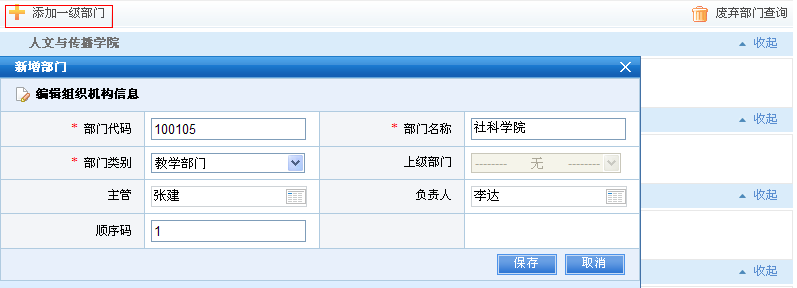 添加一级部门 废弃部门查询
人文与传播学院 收起
新增部门
编辑组织机构信息
* 部门代码 100105 * 部门名称 社科学院
收起
* 部门类别 教学部门 上级部门 -------- 无 --------
主管 张建 负责人 李达
收起
顺序码 1
保存 取消
收起